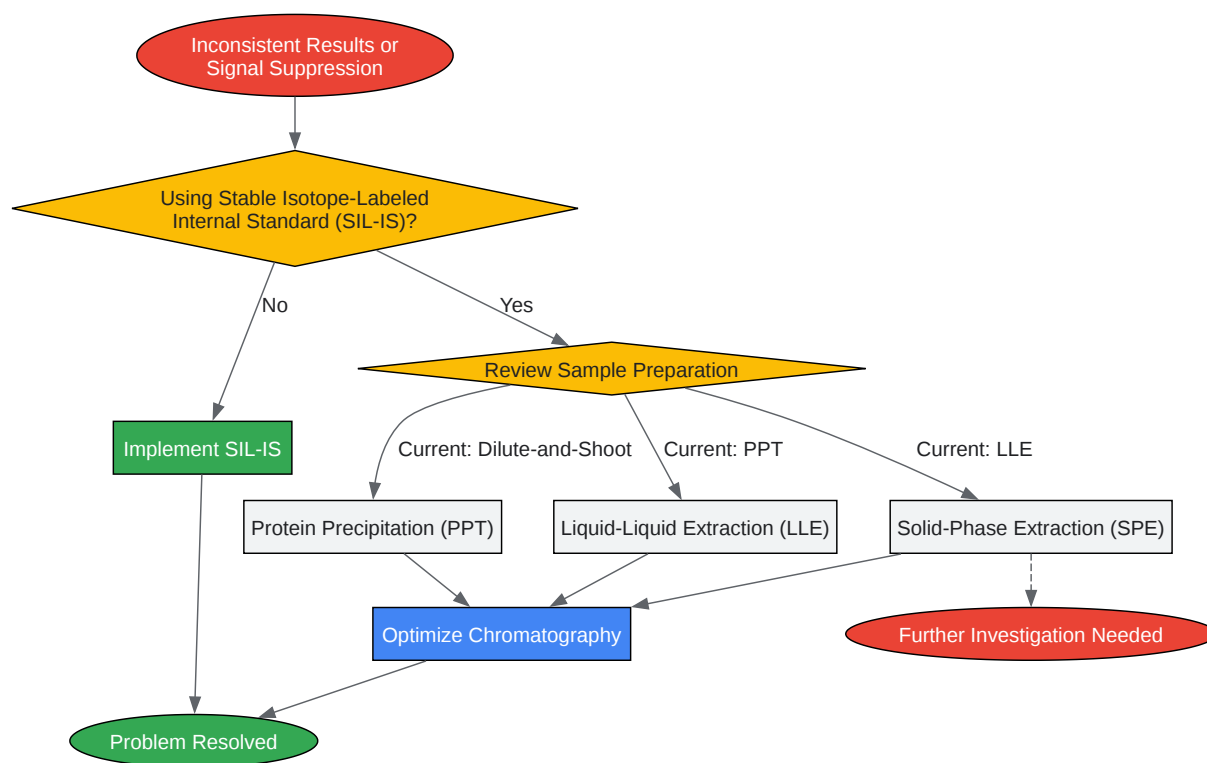 Inconsistent Results or
Signal Suppression
Using Stable Isotope-Labeled
Internal Standard (SIL-IS)?
No
Yes
Review Sample Preparation
Implement SIL-IS
Current: Dilute-and-Shoot
Current: PPT
Current: LLE
Protein Precipitation (PPT)
Liquid-Liquid Extraction (LLE)
Solid-Phase Extraction (SPE)
Optimize Chromatography
Further Investigation Needed
Problem Resolved